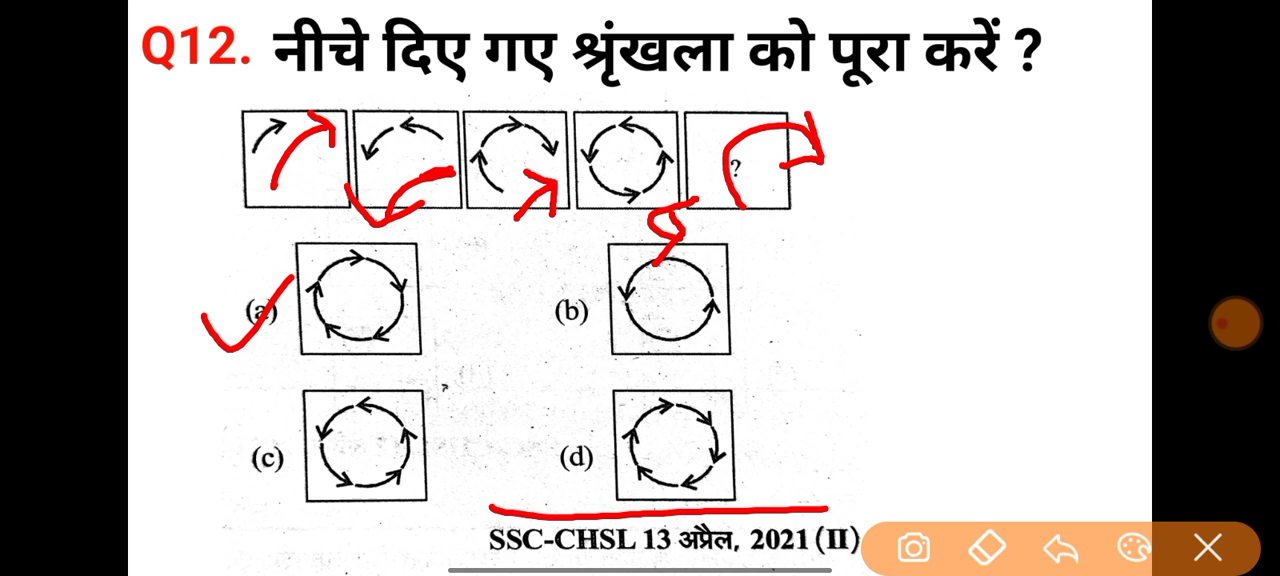 Q12. नीचे दिए गए श्रृंखला को पूरा करें ?
?
(a)
(b)
(c)
(d)
SSC-CHSL 13 अप्रैल, 2021 (II)